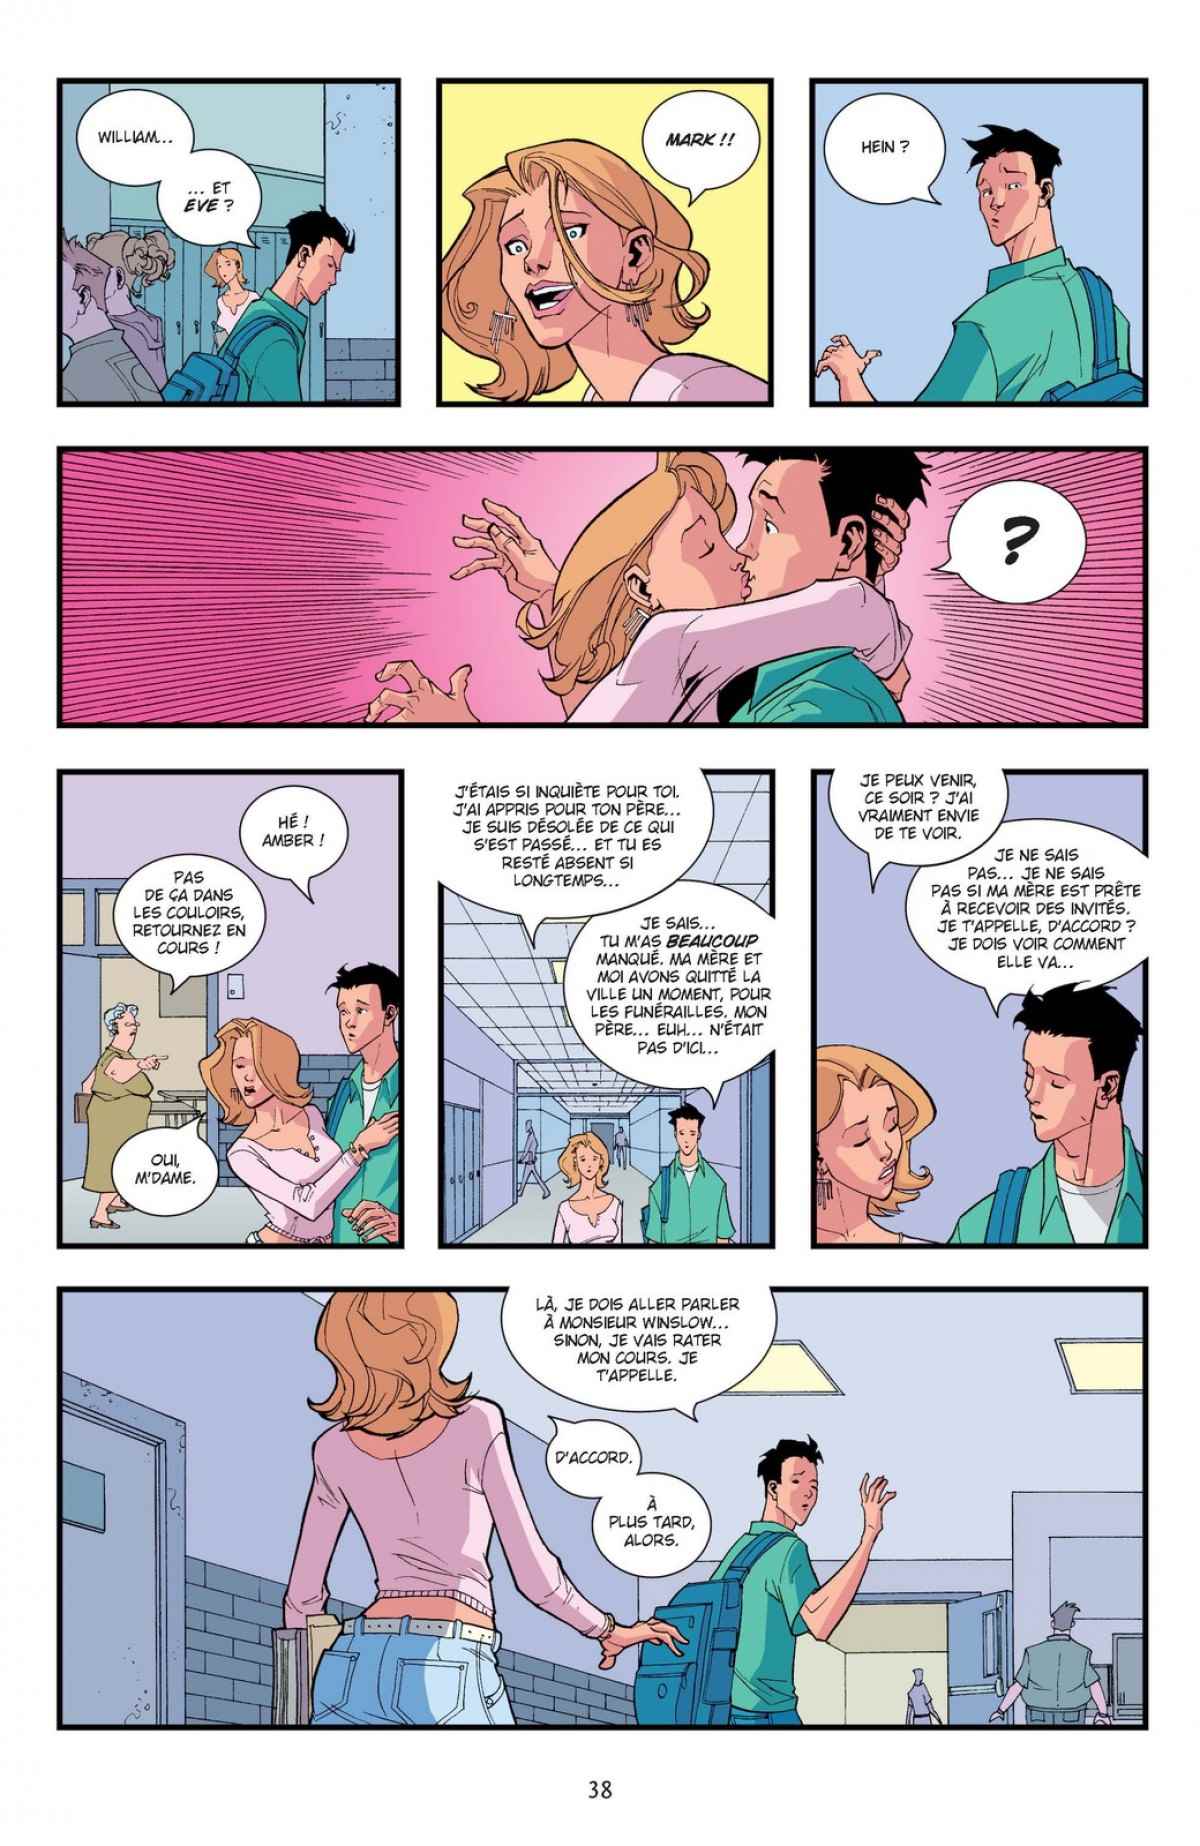 WILLIAM...
... ET
EVE ?
MARK !!
HEIN ?
?
HÉ !
AMBER !
PAS
DE ÇA DANS
LES COULOIRS,
RETOURNEZ EN
COURS !
OUI,
M'DAME.
J'ÉTAIS SI INQUIÈTE POUR TOI.
J'AI APPRIS POUR TON PÈRE...
JE SUIS DÉSOLÉE DE CE QUI
S'EST PASSÉ... ET TU ES
RESTÉ ABSENT SI
LONGTEMPS...
JE SAIS...
TU M'AS BEAUCOUP
MANQUÉ. MA MÈRE ET
MOI AVONS QUITTÉ LA
VILLE UN MOMENT, POUR
LES FUNÉRAILLES. MON
PÈRE... EUH... N'ÉTAIT
PAS D'ICI...
JE PEUX VENIR,
CE SOIR ? J'AI
VRAIMENT ENVIE
DE TE VOIR.
JE NE SAIS
PAS... JE NE SAIS
PAS SI MA MÈRE EST PRÊTE
À RECEVOIR DES INVITÉS.
JE T'APPELLE, D'ACCORD ?
JE DOIS VOIR COMMENT
ELLE VA...
LÀ, JE DOIS ALLER PARLER
À MONSIEUR WINSLOW...
SINON, JE VAIS RATER
MON COURS. JE
T'APPELLE.
D'ACCORD.
À
PLUS TARD,
ALORS.
38